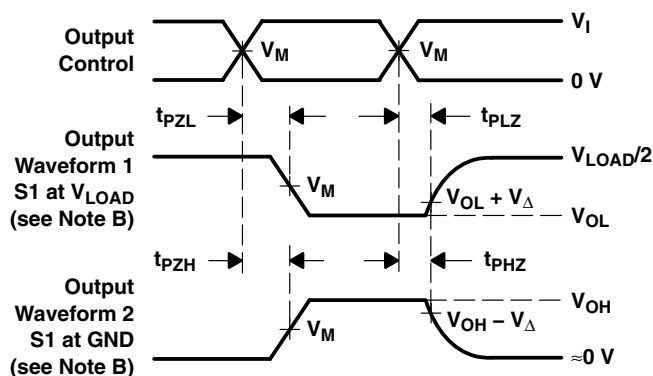 Output
Control
V_M
V_M
V_I
0 V
t_PZL
t_PLZ
Output
Waveform 1
S1 at V_LOAD
(see Note B)
V_M
V_LOAD/2
V_OL + V_Δ
V_OL
t_PZH
t_PHZ
Output
Waveform 2
S1 at GND
(see Note B)
V_M
V_OH
V_OH − V_Δ
≈0 V